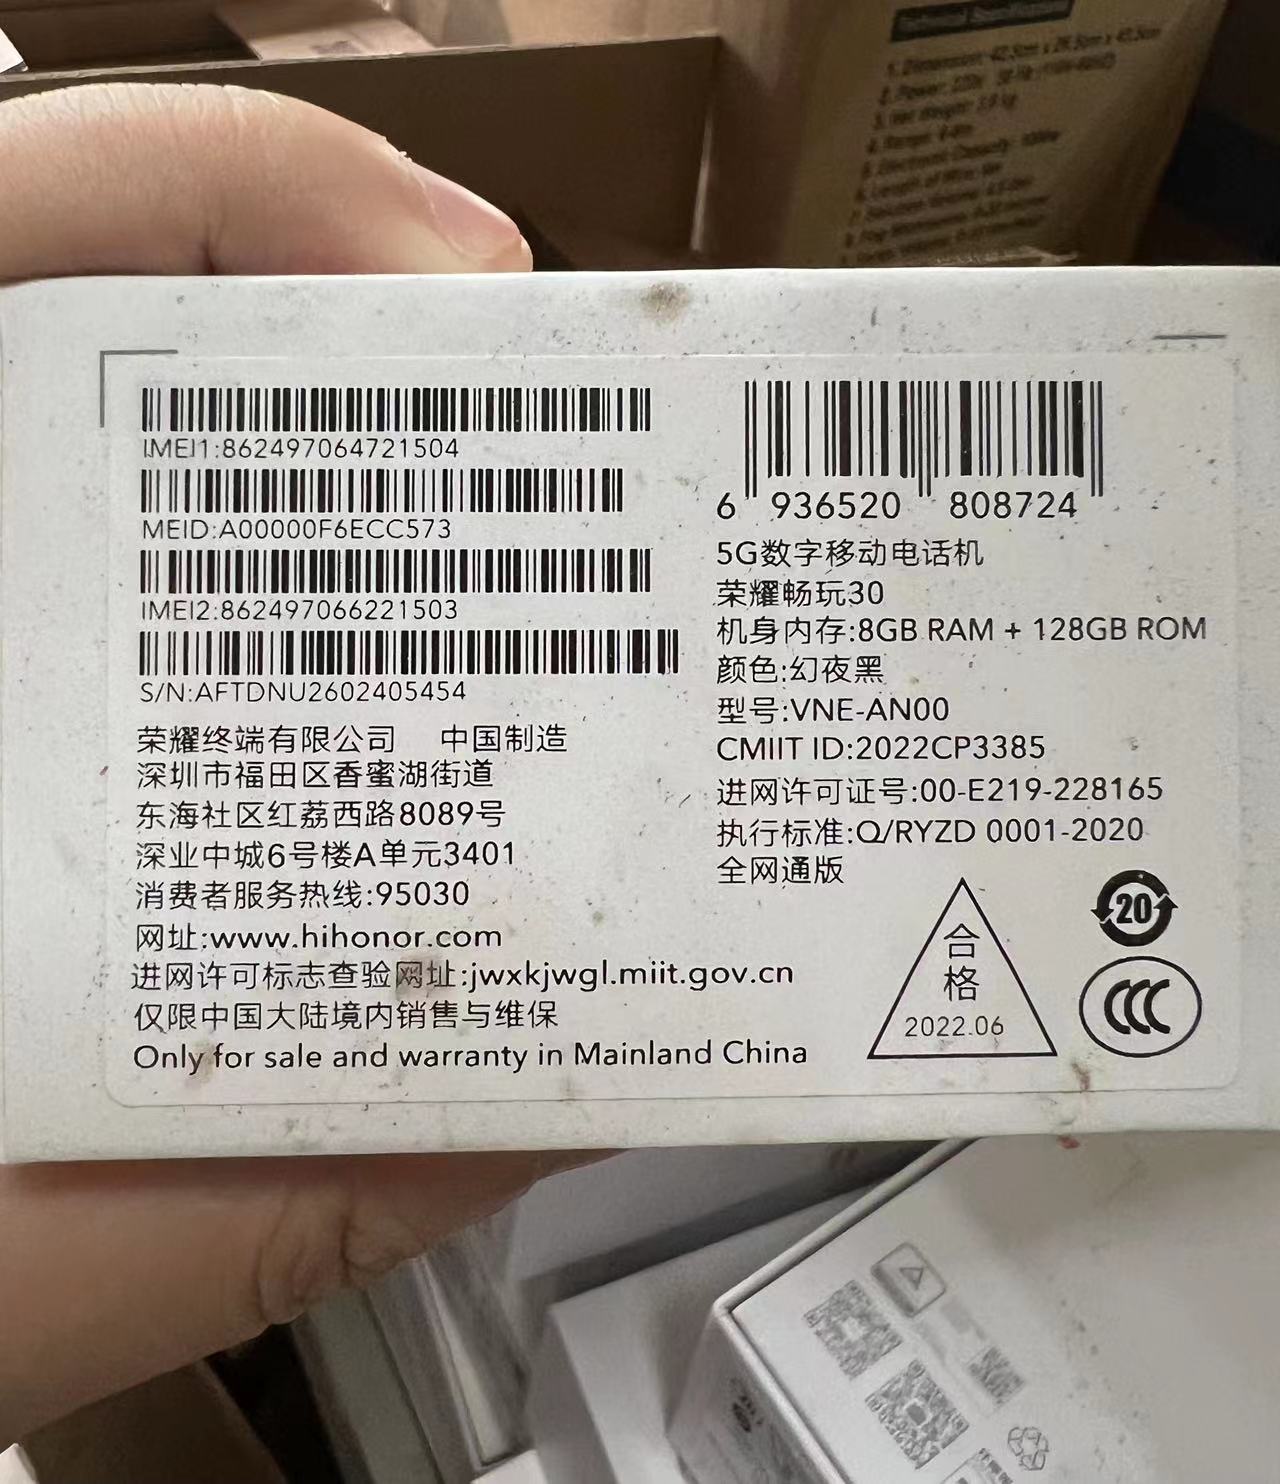 IMEI1:862497064721504
MEID:A00000F6ECC573
IMEI2:862497066221503
S/N:AFTDNU2602405454
荣耀终端有限公司 中国制造
深圳市福田区香蜜湖街道
东海社区红荔西路8089号
深业中城6号楼A单元3401
消费者服务热线:95030
网址:www.hihonor.com
进网许可标志查验网址:jwxkjwgl.miit.gov.cn
仅限中国大陆境内销售与维保
Only for sale and warranty in Mainland China
6 936520 808724
5G数字移动电话机
荣耀畅玩30
机身内存:8GB RAM + 128GB ROM
颜色:幻夜黑
型号:VNE-AN00
CMIIT ID:2022CP3385
进网许可证号:00-E219-228165
执行标准:Q/RYZD 0001-2020
全网通版
合
格
2022.06
20
CCC